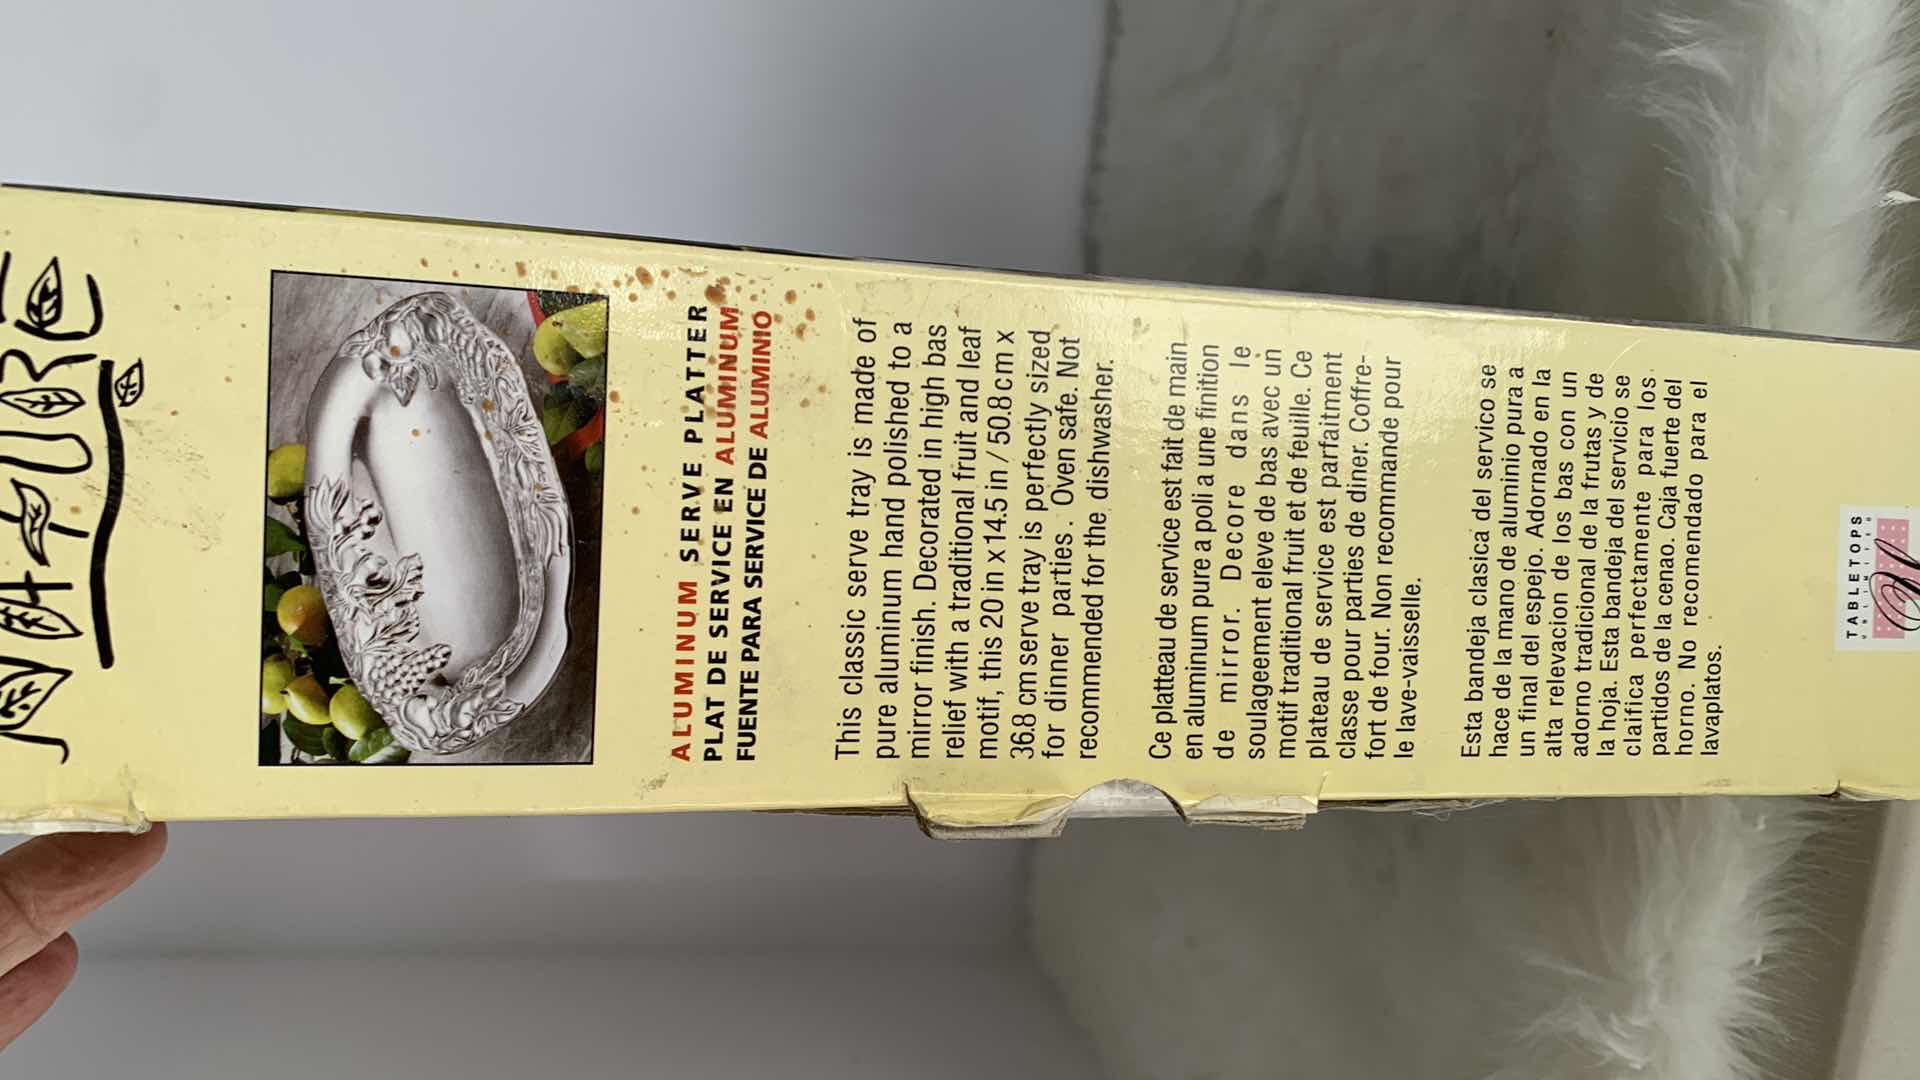 NATURE
ALUMINUM SERVE PLATTER
PLAT DE SERVICE EN ALUMINUM
FUENTE PARA SERVICE DE ALUMINIO
This classic serve tray is made of
pure aluminum hand polished to a
mirror finish. Decorated in high bas
relief with a traditional fruit and leaf
motif, this 20 in x 14.5 in / 50.8 cm x
36.8 cm serve tray is perfectly sized
for dinner parties . Oven safe. Not
recommended for the dishwasher.
Ce platteau de service est fait de main
en aluminum pure a poli a une finition
de mirror. Decore dans le
soulagement eleve de bas avec un
motif traditional fruit et de feuille. Ce
plateau de service est parfaitment
classe pour parties de diner. Coffre-
fort de four. Non recommande pour
le lave-vaisselle.
Esta bandeja clasica del servico se
hace de la mano de aluminio pura a
un final del espejo. Adornado en la
alta relevacion de los bas con un
adorno tradicional de la frutas y de
la hoja. Esta bandeja del servicio se
claifica perfectamente para los
partidos de la cenao. Caja fuerte del
horno. No recomendado para el
lavaplatos.
TABLETOPS
UNLIMITED